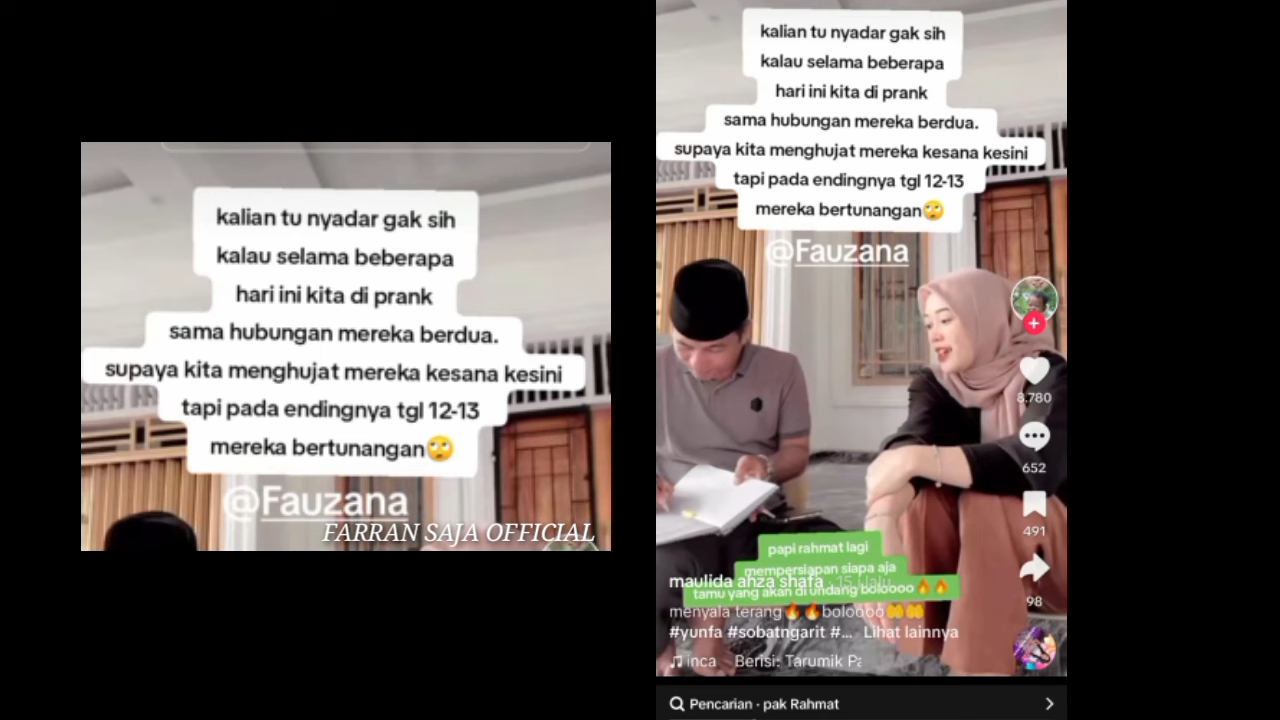 kalian tu nyadar gak sih
kalau selama beberapa
hari ini kita di prank
sama hubungan mereka berdua.
supaya kita menghujat mereka kesana kesini
tapi pada endingnya tgl 12-13
mereka bertunangan🙄
@Fauzana
FARRAN SAJA OFFICIAL
kalian tu nyadar gak sih
kalau selama beberapa
hari ini kita di prank
sama hubungan mereka berdua.
supaya kita menghujat mereka kesana kesini
tapi pada endingnya tgl 12-13
mereka bertunangan🙄
@Fauzana
8.780
652
491
98
papi rahmat lagi
mempersiapan siapa aja
tamu yang akan di undang boloooo🔥🔥
maulida ahza shafa · 15 j lalu
menyala terang🔥🔥boloooo🤲🤲
#yunfa #sobatngarit #... Lihat lainnya
inca Berisi: Tarumik Pa
Pencarian · pak Rahmat